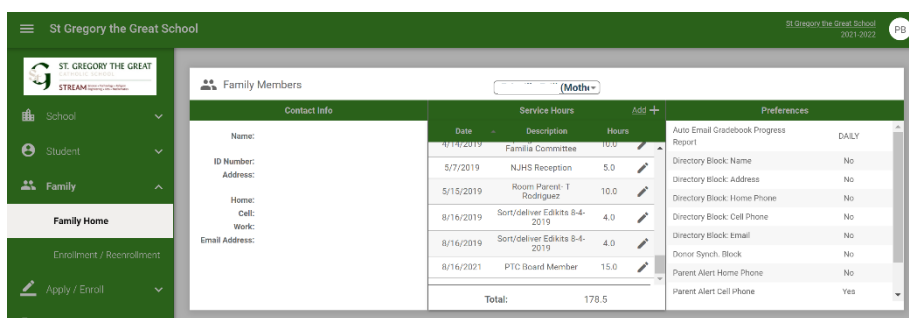 St Gregory the Great School
St Gregory the Great School
2021-2022
PB
ST. GREGORY THE GREAT
CATHOLIC SCHOOL
STREAM
School
Student
Family
Family Home
Enrollment / Reenrollment
Apply / Enroll
Family Members
(Mothe
Contact Info
Name:
ID Number:
Address:
Home:
Cell:
Work:
Email Address:
Service Hours
Add +
Date Description Hours
4/14/2019 Familia Committee 10.0
5/7/2019 NJHS Reception 5.0
5/15/2019 Room Parent- T
Rodriguez 10.0
8/16/2019 Sort/deliver Edikits 8-4-
2019 4.0
8/16/2019 Sort/deliver Edikits 8-4-
2019 4.0
8/16/2021 PTC Board Member 15.0
Total: 178.5
Preferences
Auto Email Gradebook Progress
Report DAILY
Directory Block: Name No
Directory Block: Address No
Directory Block: Home Phone No
Directory Block: Cell Phone No
Directory Block: Email No
Donor Synch. Block No
Parent Alert Home Phone No
Parent Alert Cell Phone Yes